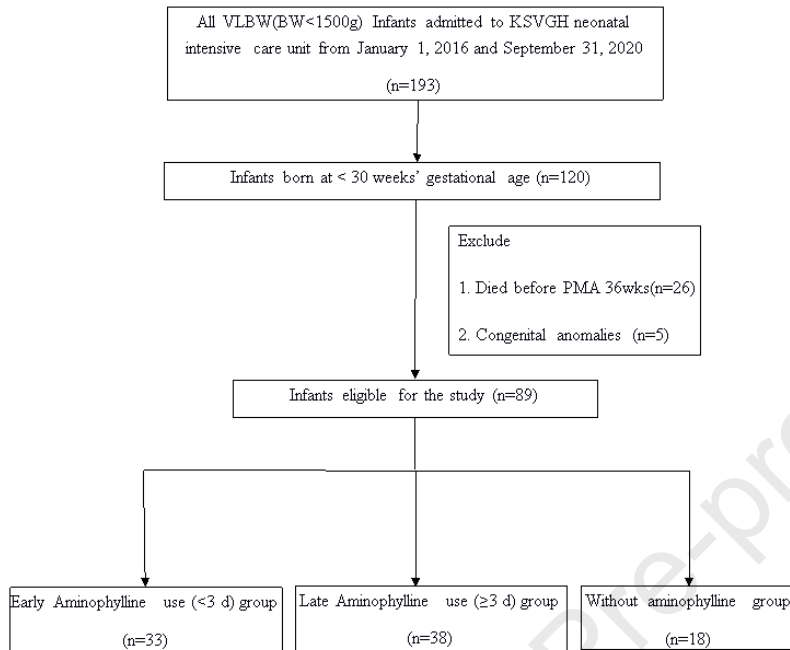 All VLBW(BW<1500g) Infants admitted to KSVGH neonatal
intensive care unit from January 1, 2016 and September 31, 2020
(n=193)
Infants born at < 30 weeks’ gestational age (n=120)
Exclude
1. Died before PMA 36wks(n=26)
2. Congenital anomalies (n=5)
Infants eligible for the study (n=89)
Early Aminophylline use (<3 d) group
(n=33)
Late Aminophylline use (≥3 d) group
(n=38)
Without aminophylline group
(n=18)
Pre-pr